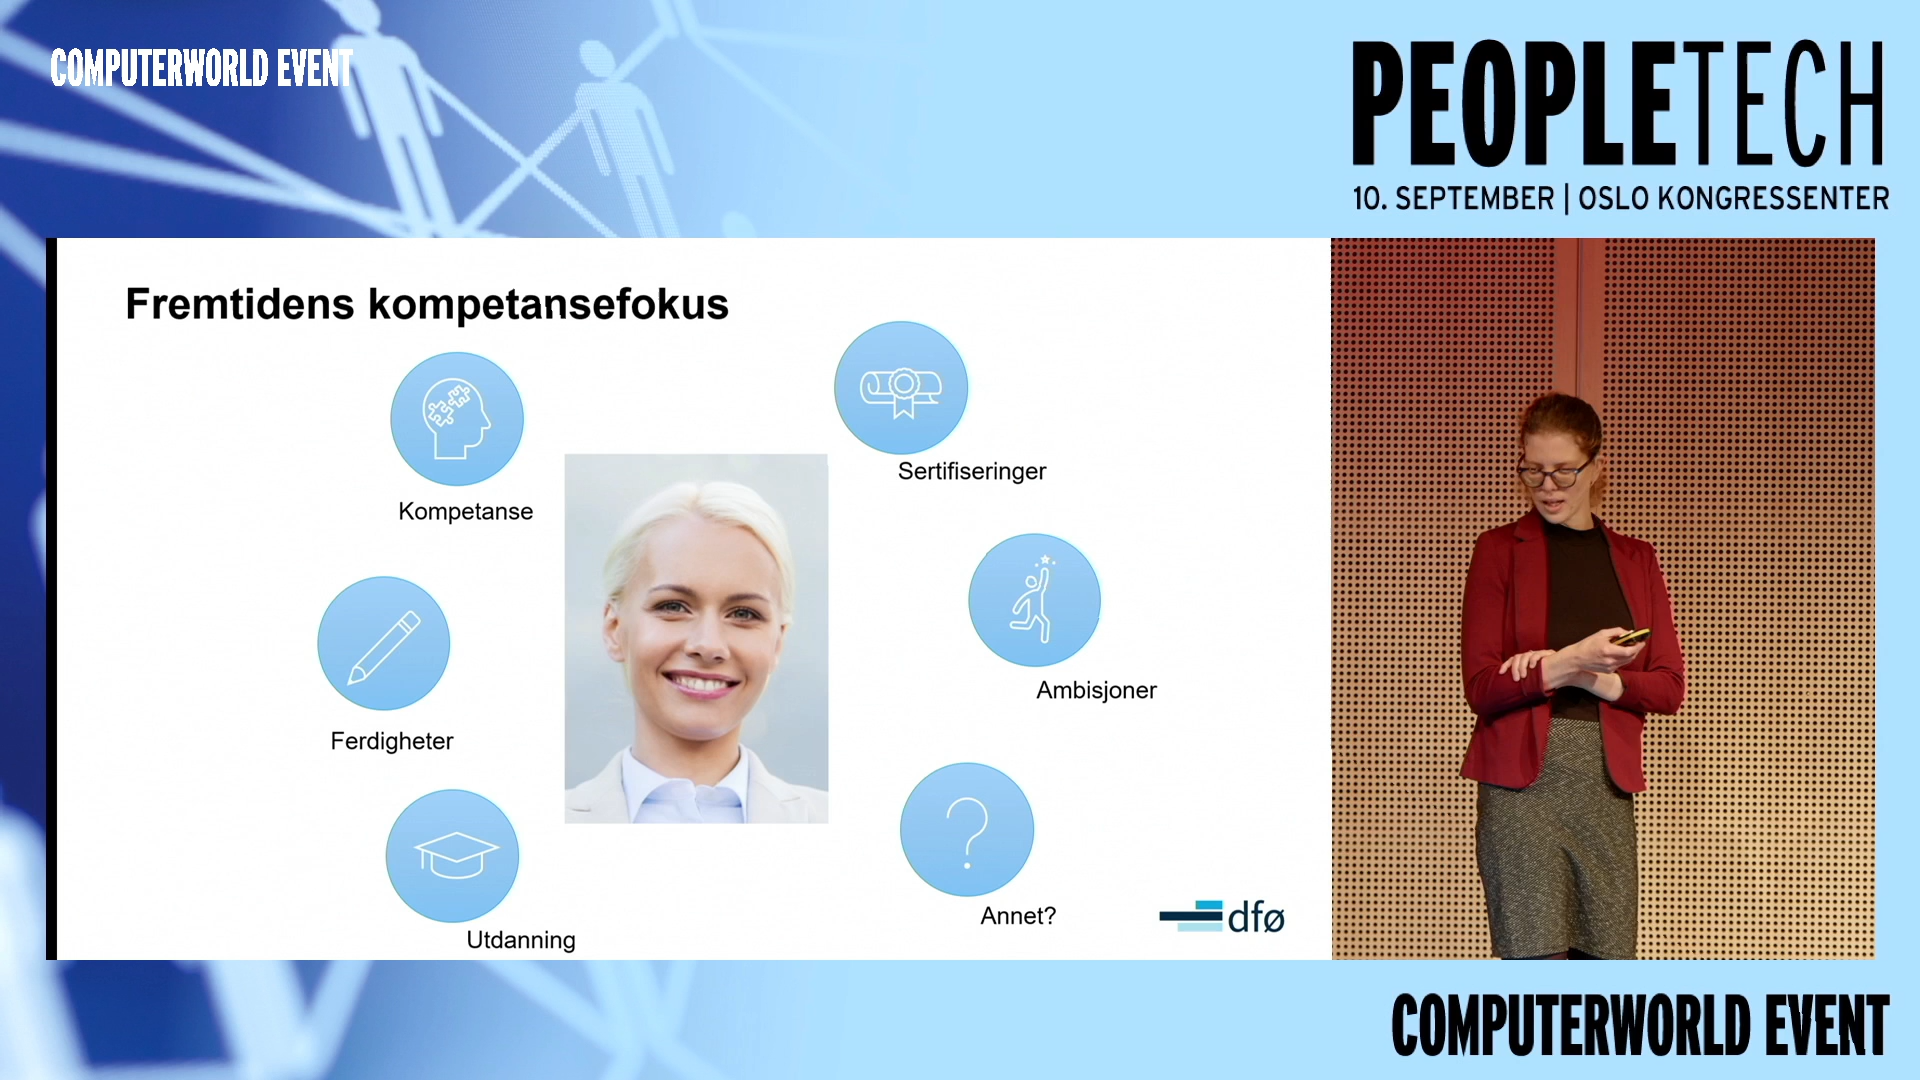 COMPUTERWORLD EVENT
PEOPLETECH
10. SEPTEMBER | OSLO KONGRESSENTER
Fremtidens kompetansefokus
Kompetanse
Sertifiseringer
Ferdigheter
Ambisjoner
Utdanning
Annet?
dfø
COMPUTERWORLD EVENT